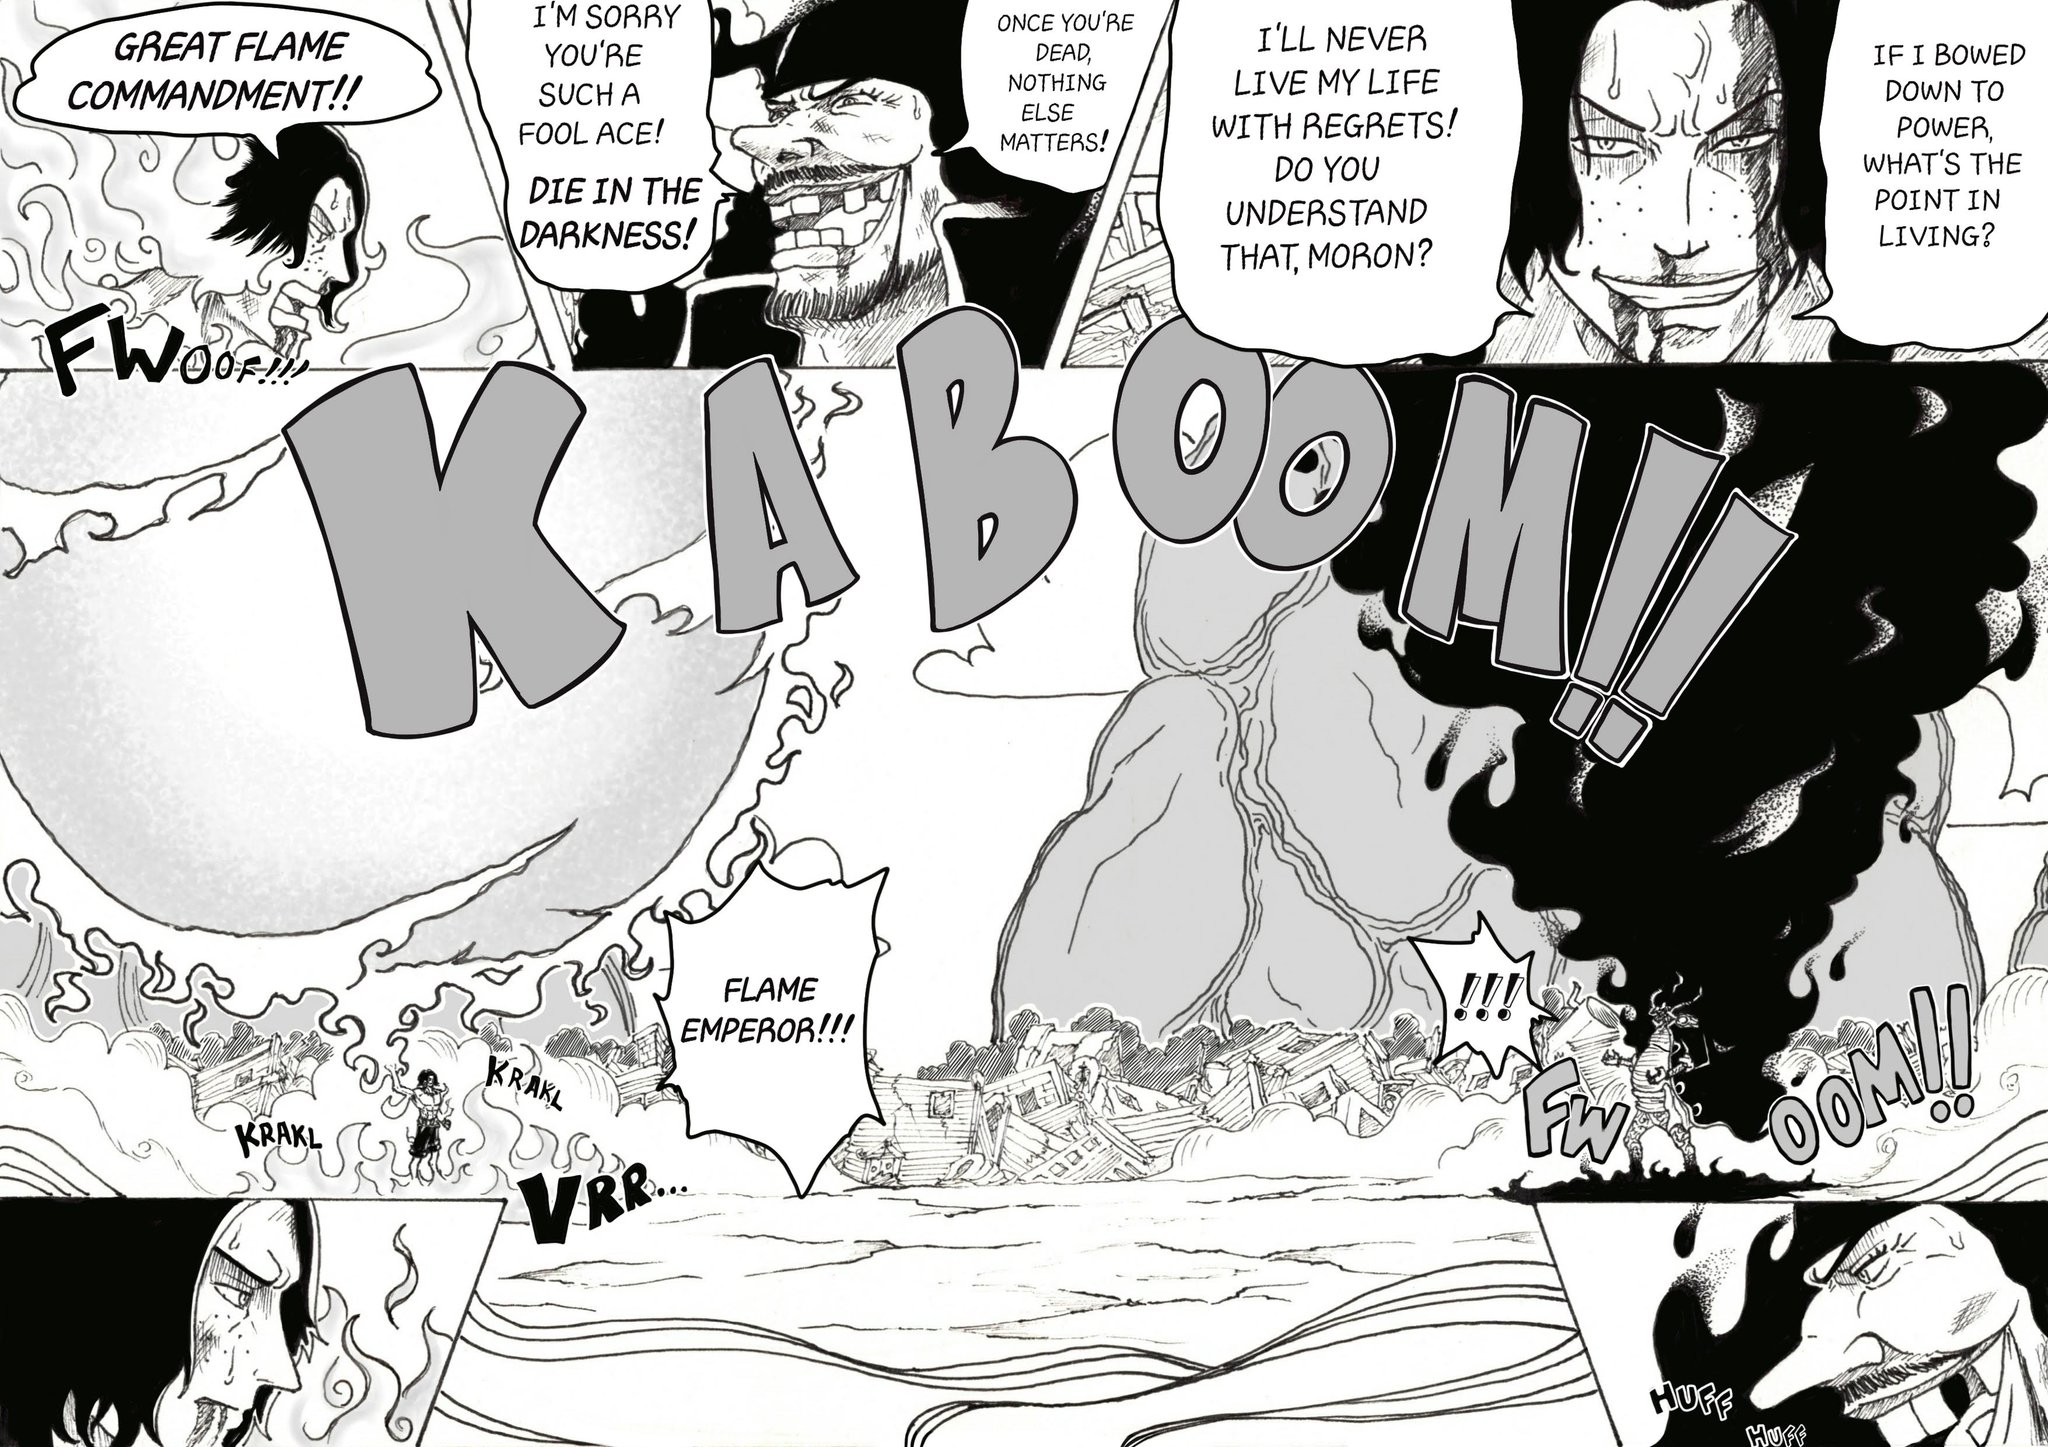 IF I BOWED
DOWN TO
POWER,
WHAT'S THE
POINT IN
LIVING?
I'LL NEVER
LIVE MY LIFE
WITH REGRETS!
DO YOU
UNDERSTAND
THAT, MORON?
ONCE YOU'RE
DEAD,
NOTHING
ELSE
MATTERS!
I'M SORRY
YOU'RE
SUCH A
FOOL ACE!
DIE IN THE
DARKNESS!
GREAT FLAME
COMMANDMENT!!
FWOOF!!!!
KABOOM!!
!!!
FWOOM!!
FLAME
EMPEROR!!!
KRAKL
KRAKL
VRR...
HUFF
HUFF